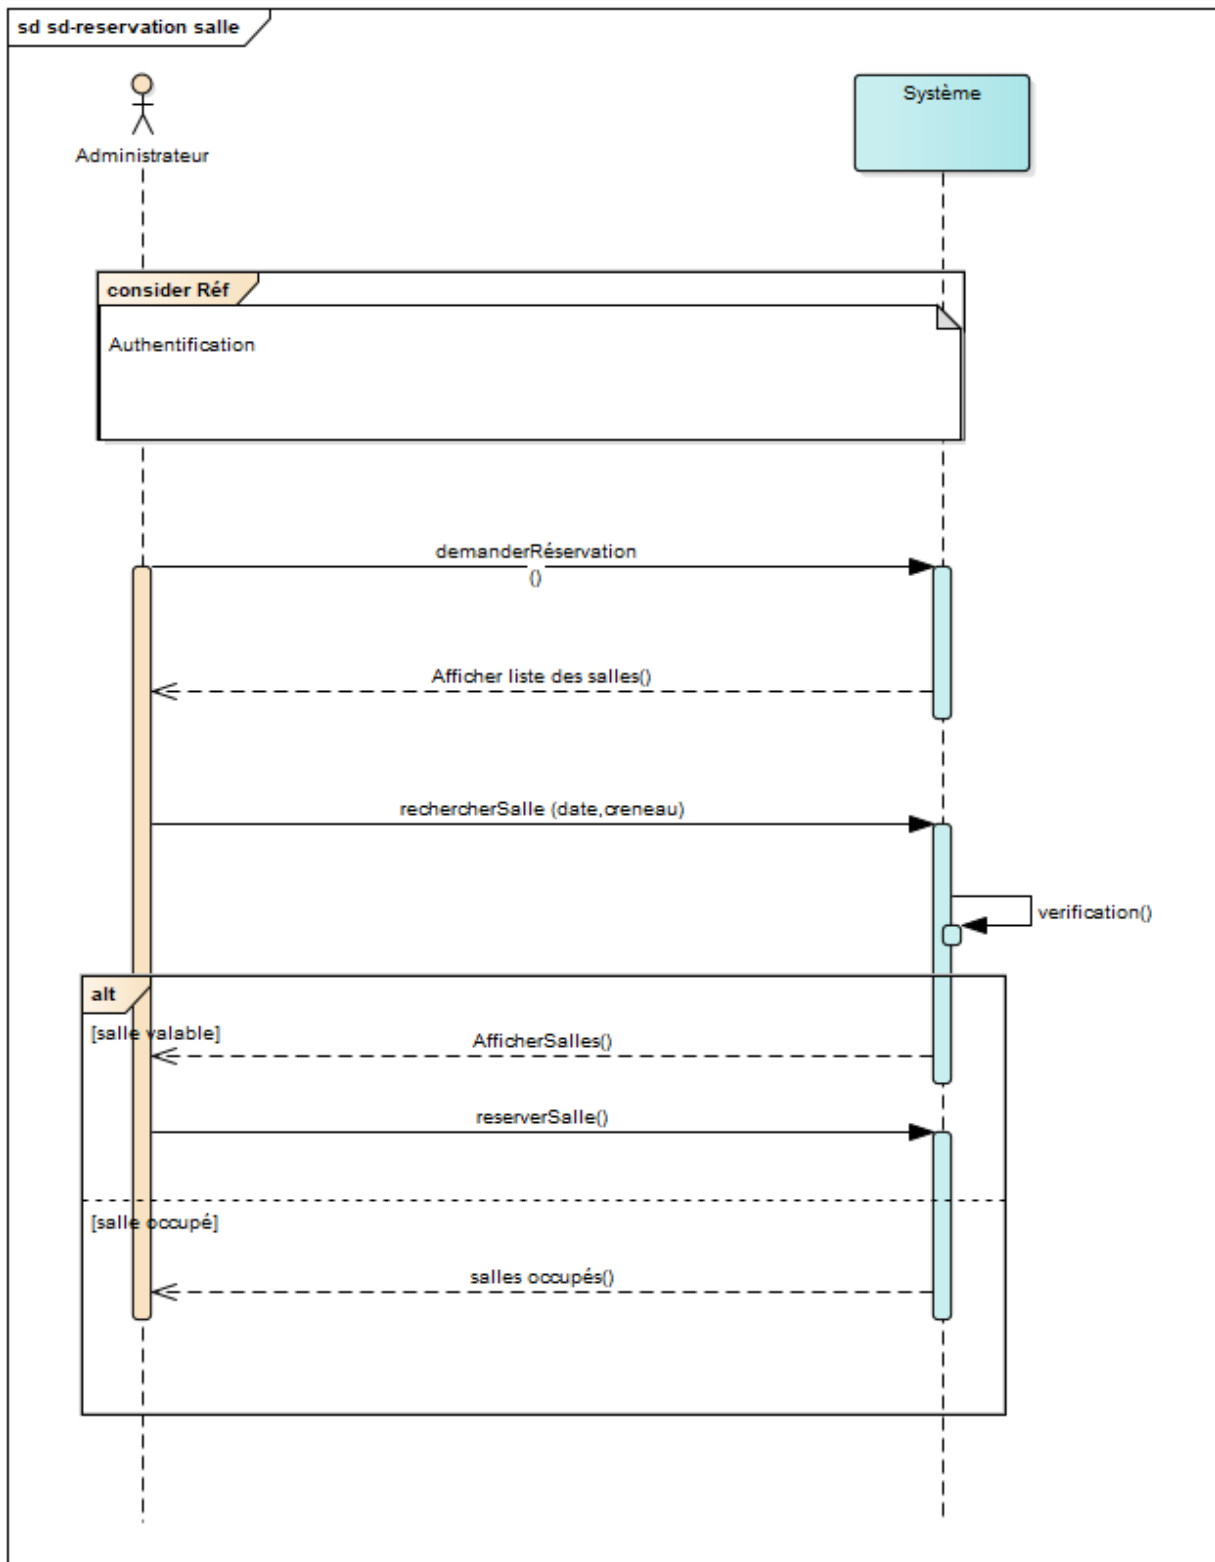 sd sd-reservation salle
Administrateur
Système
consider Réf
Authentification
demanderRéservation
()
Afficher liste des salles()
rechercherSalle (date,creneau)
verification()
alt
[salle valable]
AfficherSalles()
reserverSalle()
[salle occupé]
salles occupés()